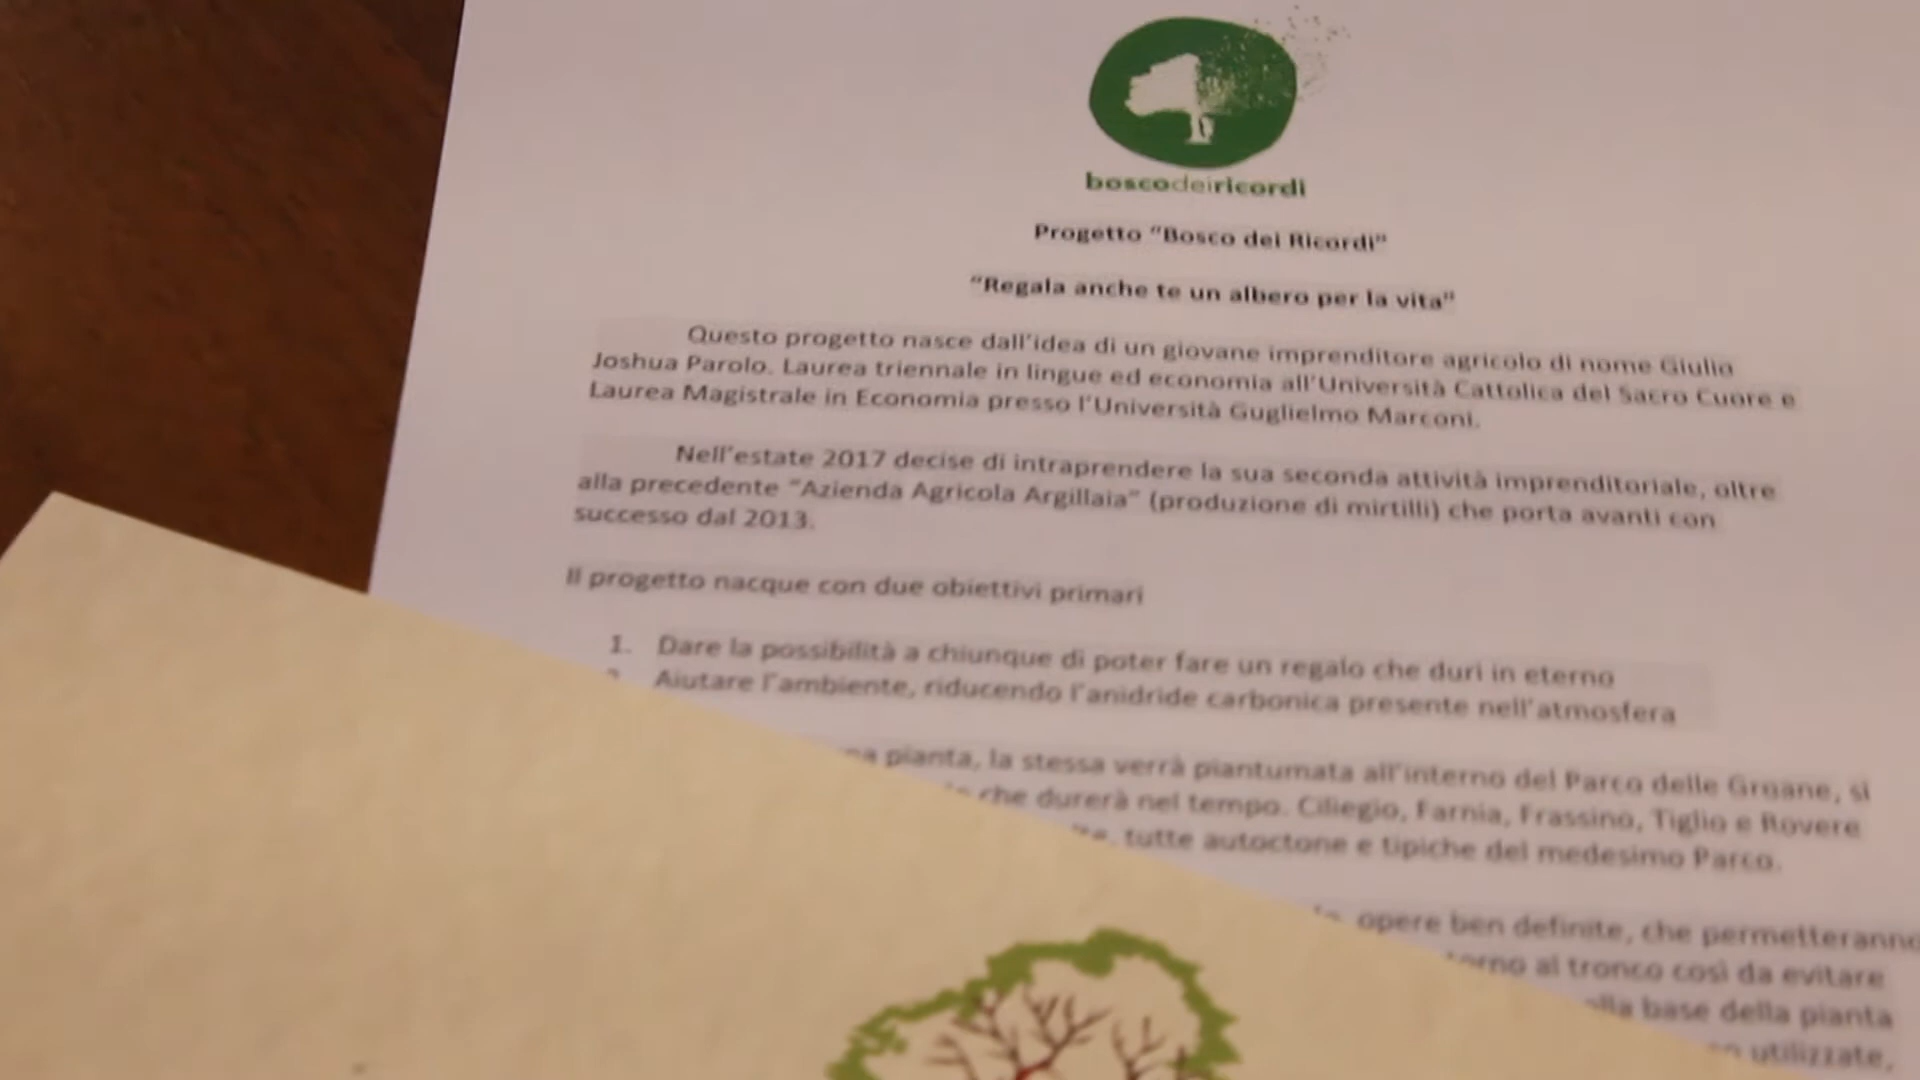 boscodeiricordi
Progetto "Bosco dei Ricordi"
"Regala anche te un albero per la vita"
Questo progetto nasce dall'idea di un giovane imprenditore agricolo di nome Giulio
Joshua Parolo. Laurea triennale in lingue ed economia all'Università Cattolica del Sacro Cuore e
Laurea Magistrale in Economia presso l'Università Guglielmo Marconi.
Nell'estate 2017 decise di intraprendere la sua seconda attività imprenditoriale, oltre
alla precedente "Azienda Agricola Argillaia" (produzione di mirtilli) che porta avanti con
successo dal 2013.
Il progetto nacque con due obiettivi primari
1. Dare la possibilità a chiunque di poter fare un regalo che duri in eterno
Aiutare l'ambiente, riducendo l'anidride carbonica presente nell'atmosfera
pianta, la stessa verrà piantumata all'interno del Parco delle Groane, si
che durerà nel tempo. Ciliegio, Farnia, Frassino, Tiglio e Rovere
tutte autoctone e tipiche del medesimo Parco.
opere ben definite, che permetteranno
al tronco così da evitare
base della pianta
utilizzate,